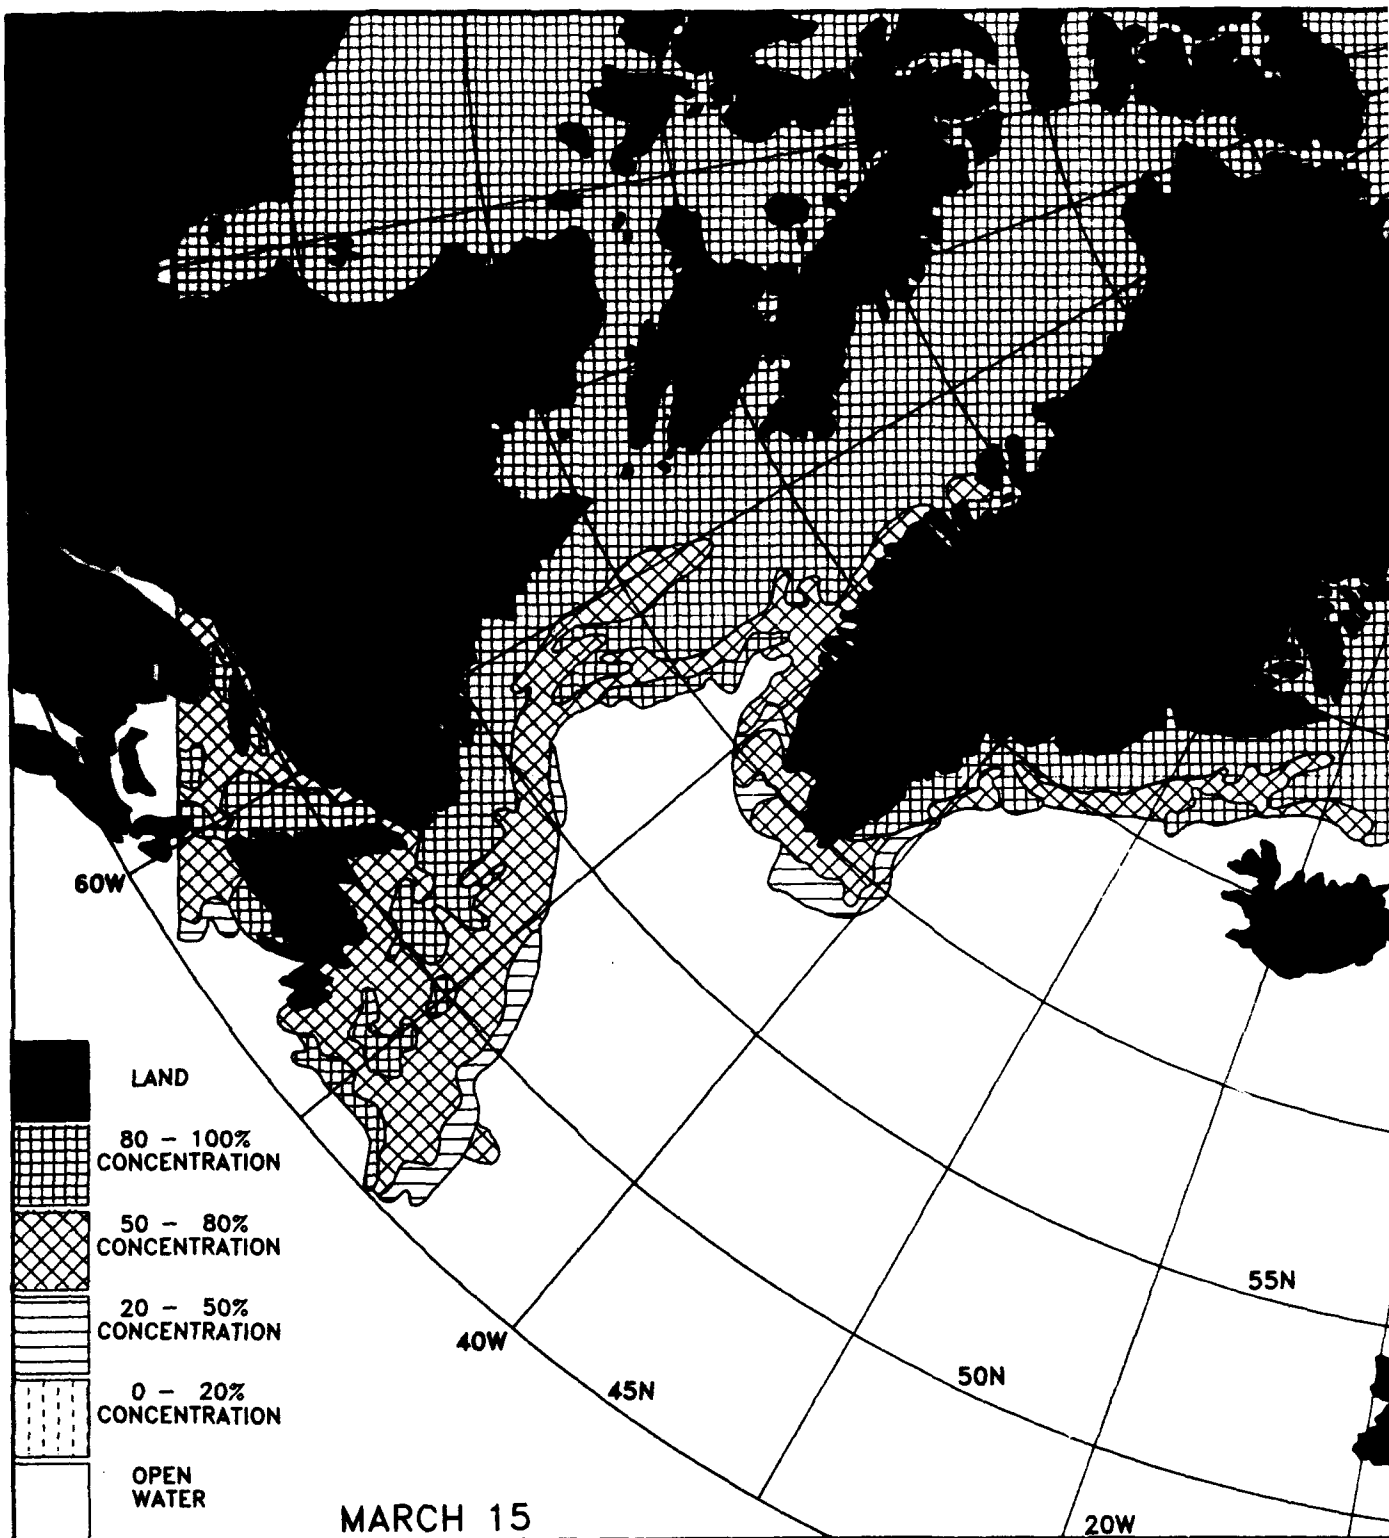 60W
LAND
80 - 100%
CONCENTRATION
50 - 80%
CONCENTRATION
20 - 50%
CONCENTRATION
0 - 20%
CONCENTRATION
OPEN
WATER
40W
45N
50N
55N
20W
MARCH 15